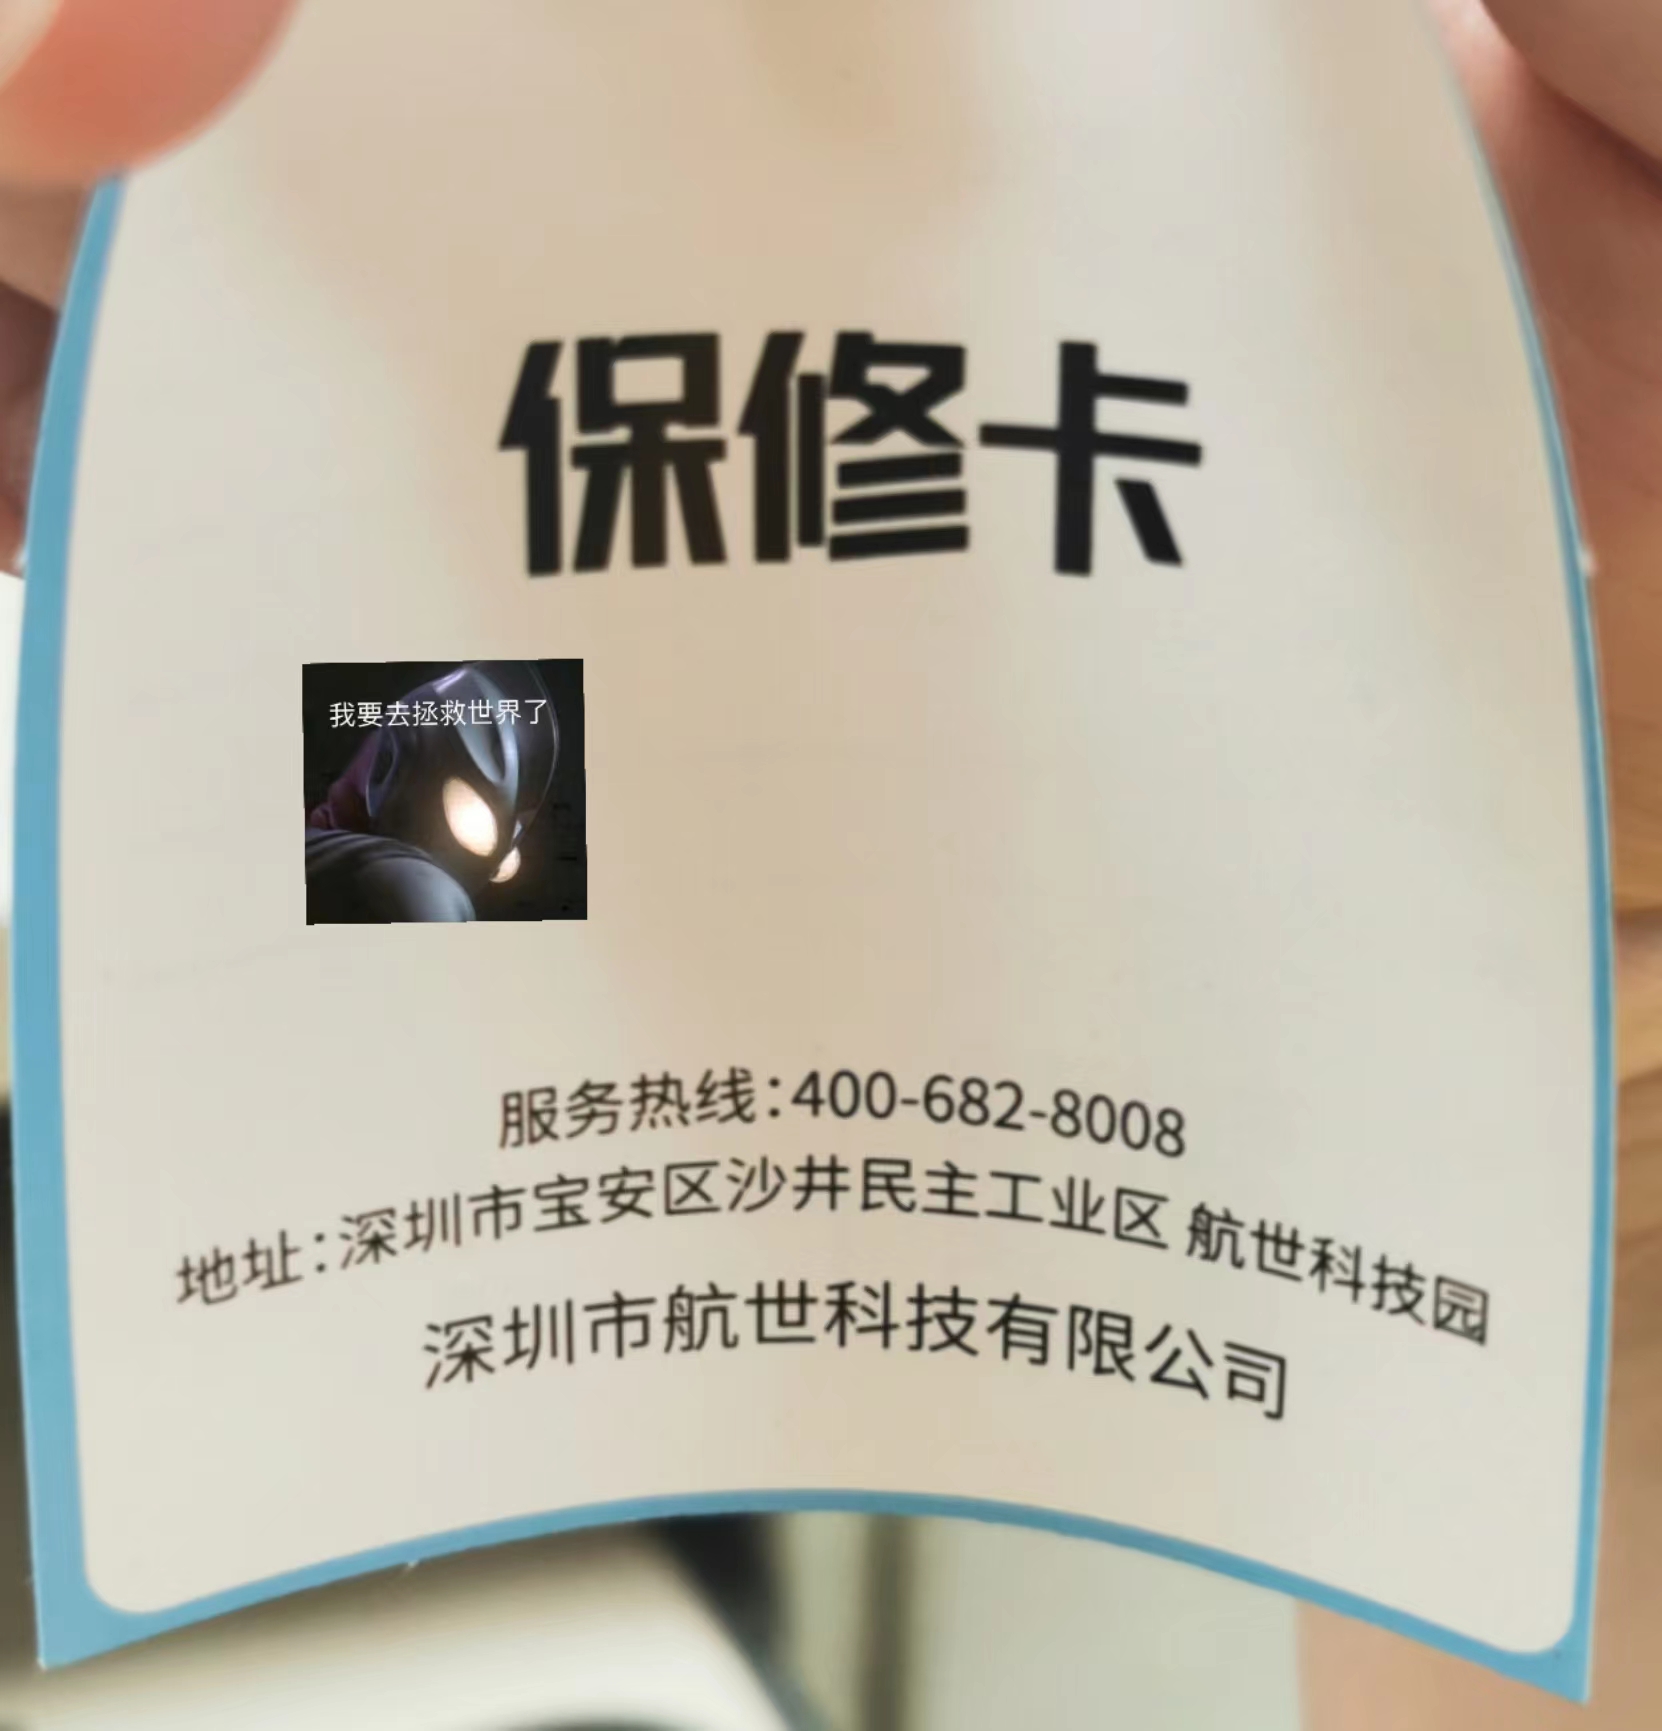 保修卡
我要去拯救世界了
服务热线:400-682-8008
地址:深圳市宝安区沙井民主工业区 航世科技园
深圳市航世科技有限公司